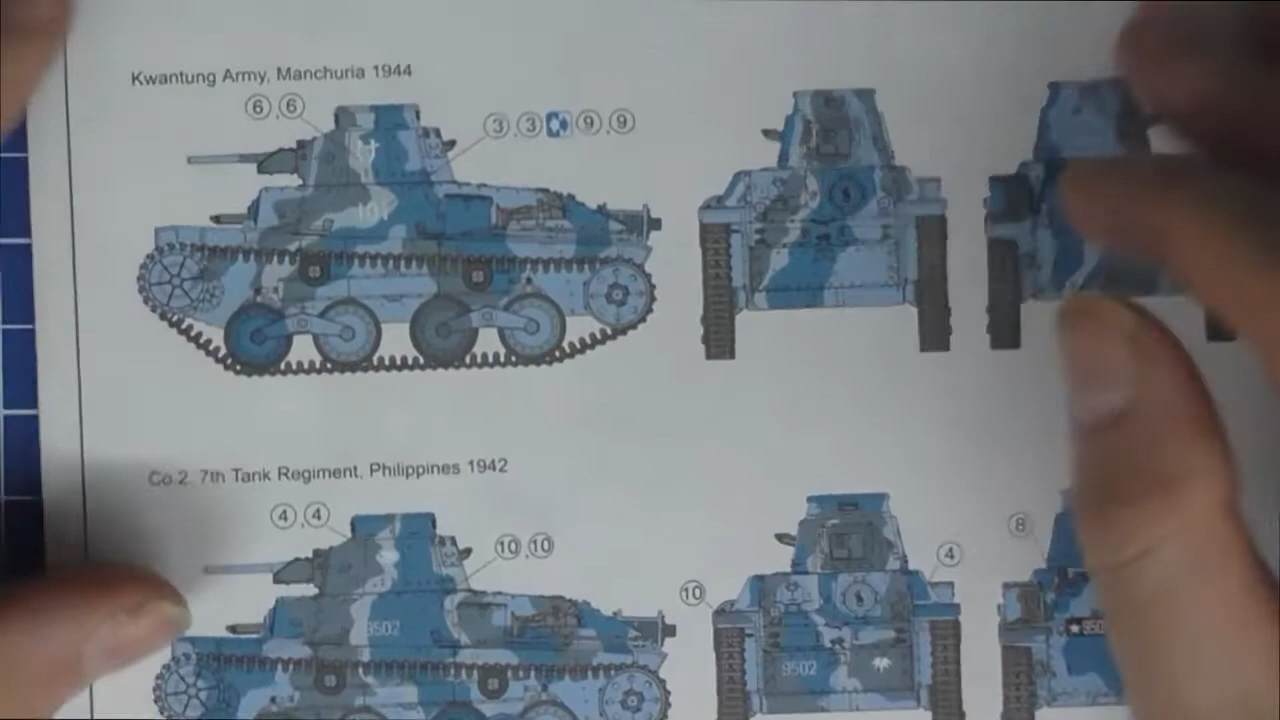 Kwantung Army, Manchuria 1944
6, 6
3, 3 9, 9
Co 2. 7th Tank Regiment, Philippines 1942
4, 4
10, 10
9502
10
4
9502
8